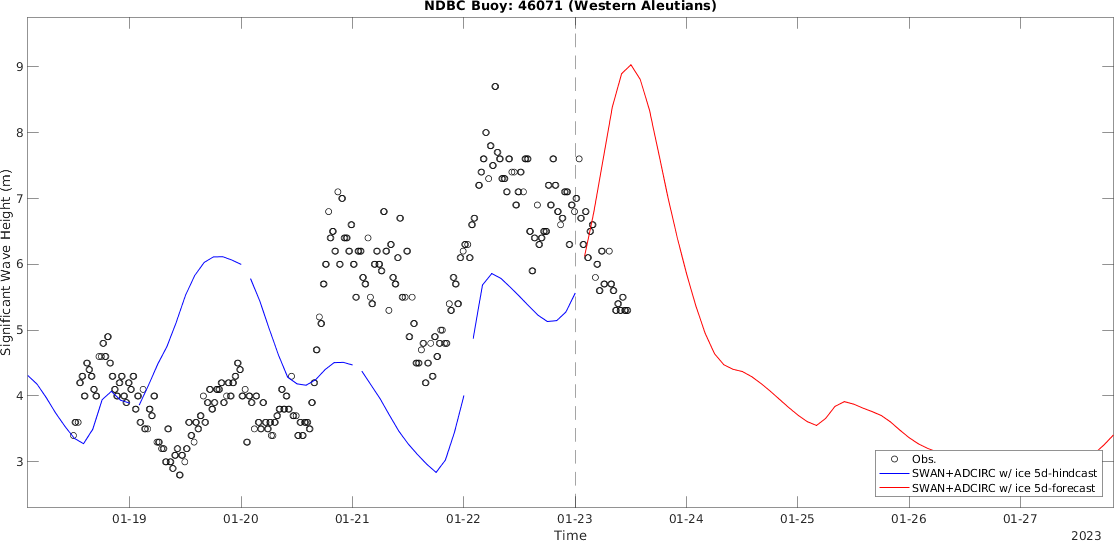 NDBC Buoy: 46071 (Western Aleutians)
Significant Wave Height (m)
9
8
7
6
5
4
3
Obs.
SWAN+ADCIRC w/ ice 5d-hindcast
SWAN+ADCIRC w/ ice 5d-forecast
01-19 01-20 01-21 01-22 01-23 01-24 01-25 01-26 01-27
Time
2023